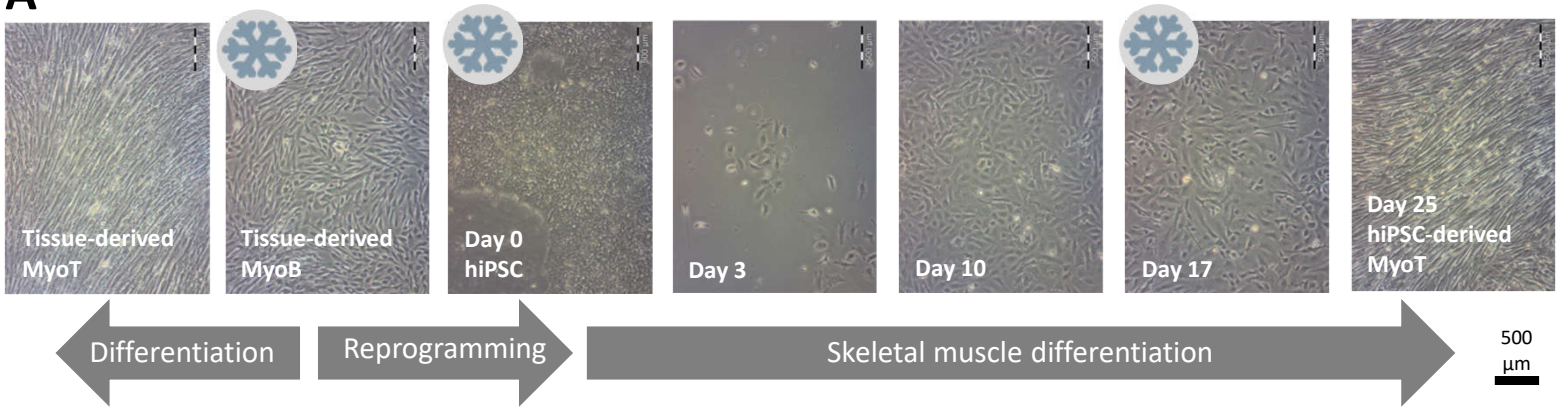 A
Tissue-derived
MyoT
Tissue-derived
MyoB
Day 0
hiPSC
Day 3
Day 10
Day 17
Day 25
hiPSC-derived
MyoT
Differentiation
Reprogramming
Skeletal muscle differentiation
500
µm